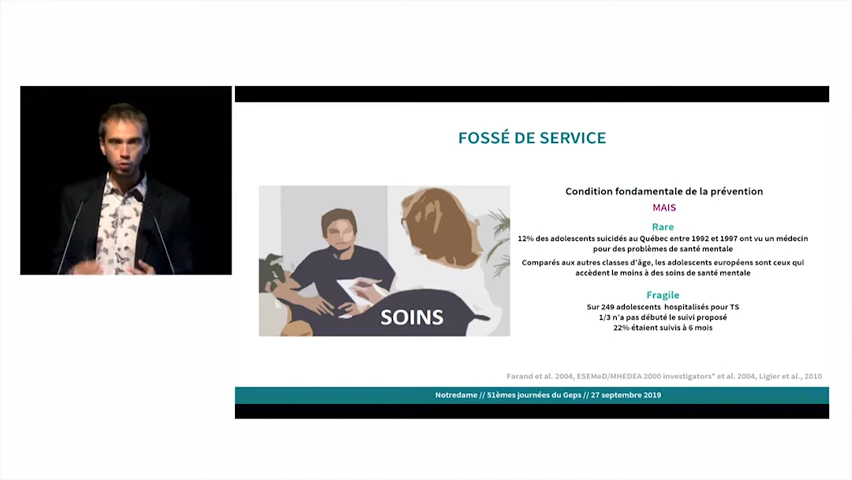 FOSSÉ DE SERVICE
SOINS
Condition fondamentale de la prévention
MAIS
Rare
12% des adolescents suicidés au Québec entre 1992 et 1997 ont vu un médecin
pour des problèmes de santé mentale
Comparés aux autres classes d'âge, les adolescents européens sont ceux qui
accèdent le moins à des soins de santé mentale
Fragile
Sur 249 adolescents hospitalisés pour TS
1/3 n'a pas débuté le suivi proposé
22% étaient suivis à 6 mois
Farand et al. 2004, ESEMeD/MHEDEA 2000 investigators* et al. 2004, Ligier et al., 2010
Notredame // 51èmes journées du Geps // 27 septembre 2019